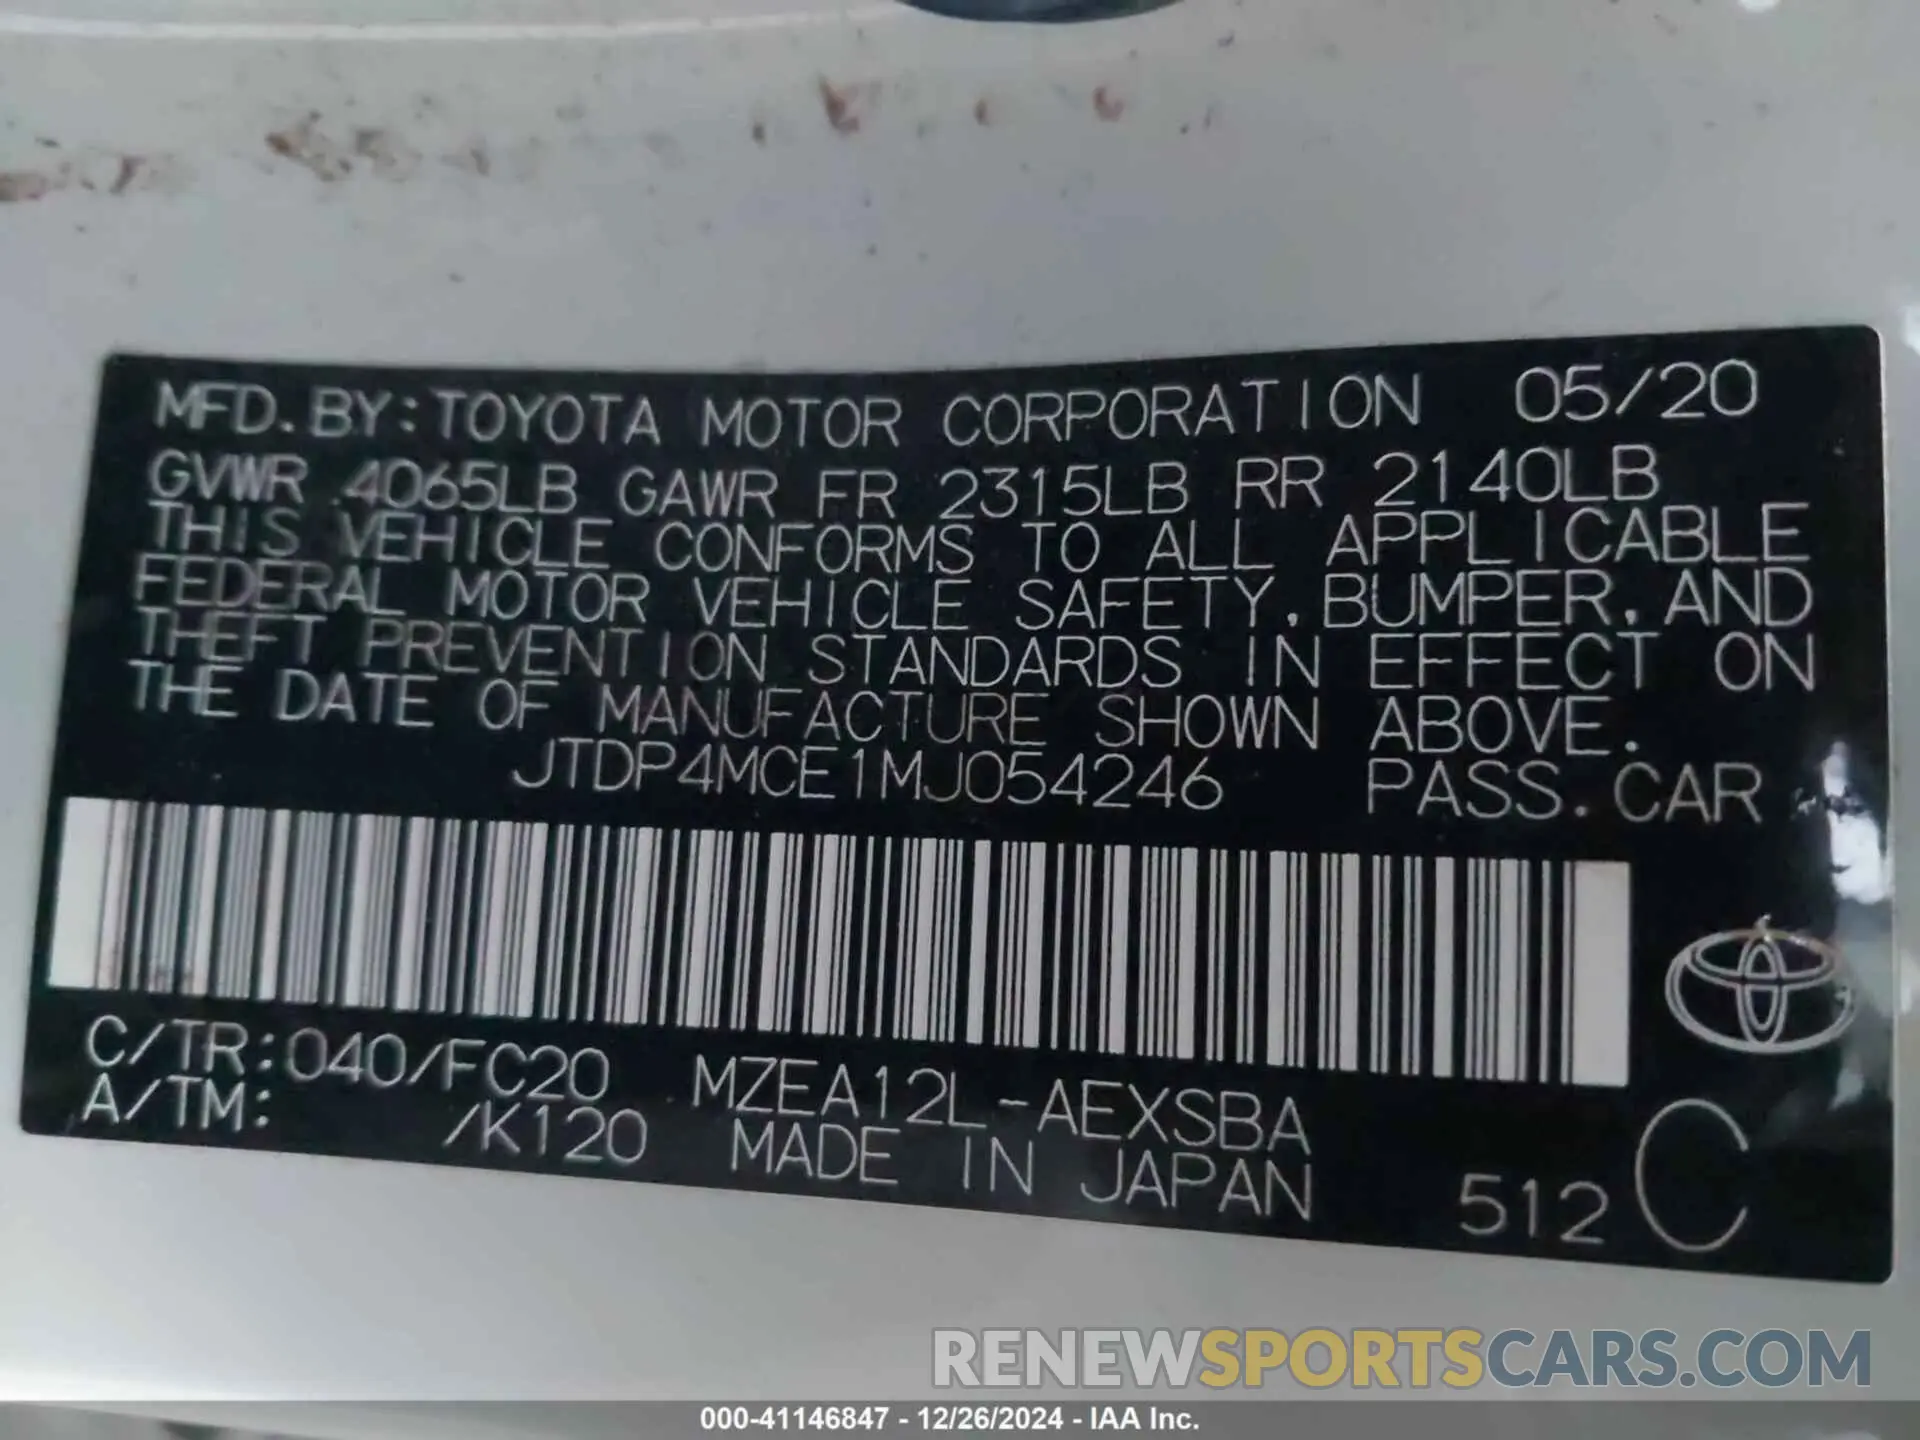 MFD. BY: TOYOTA MOTOR CORPORATION 05/20
GVWR 4065LB GAWR FR 2315LB RR 2140LB
THIS VEHICLE CONFORMS TO ALL APPLICABLE
FEDERAL MOTOR VEHICLE SAFETY, BUMPER, AND
THEFT PREVENTION STANDARDS IN EFFECT ON
THE DATE OF MANUFACTURE SHOWN ABOVE.
JTDP4MCE1MJ054246 PASS. CAR
C/TR: 040/FC20 MZEA12L-AEXSBA
A/TM: /K120 MADE IN JAPAN 512 C
RENEWSPORTSCARS.COM
000-41146847 - 12/26/2024 - IAA Inc.